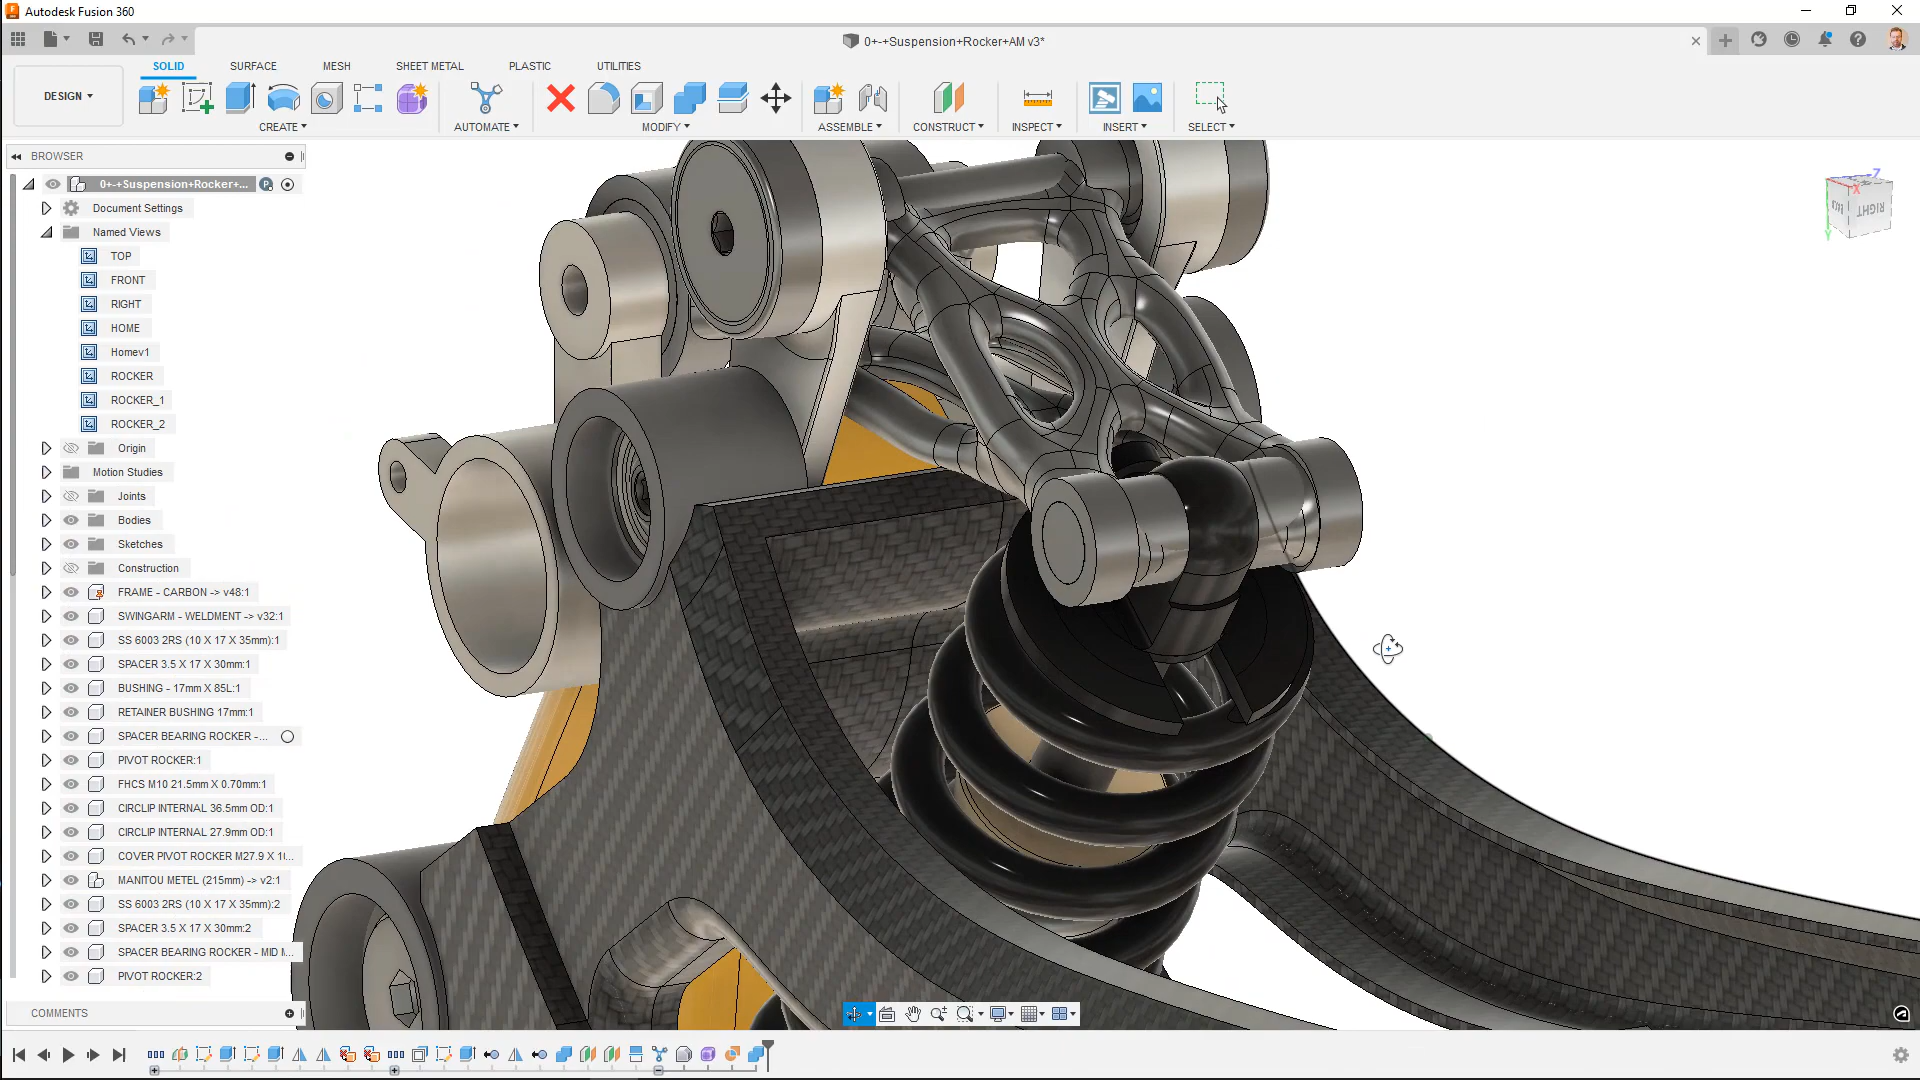 Autodesk Fusion 360
0+-+Suspension+Rocker+AM v3*
SOLID SURFACE MESH SHEET METAL PLASTIC UTILITIES
DESIGN
CREATE AUTOMATE MODIFY ASSEMBLE CONSTRUCT INSPECT INSERT SELECT
BROWSER
0+-+Suspension+Rocker+...
Document Settings
Named Views
TOP
FRONT
RIGHT
HOME
Homev1
ROCKER
ROCKER_1
ROCKER_2
Origin
Motion Studies
Joints
Bodies
Sketches
Construction
FRAME - CARBON -> v48:1
SWINGARM - WELDMENT -> v32:1
SS 6003 2RS (10 X 17 X 35mm):1
SPACER 3.5 X 17 X 30mm:1
BUSHING - 17mm X 85L:1
RETAINER BUSHING 17mm:1
SPACER BEARING ROCKER -...
PIVOT ROCKER:1
FHCS M10 21.5mm X 0.70mm:1
CIRCLIP INTERNAL 36.5mm OD:1
CIRCLIP INTERNAL 27.9mm OD:1
MANITOU METEL (215mm) -> v2:1
SS 6003 2RS (10 X 17 X 35mm):2
SPACER 3.5 X 17 X 30mm:2
SPACER BEARING ROCKER - MID M...
PIVOT ROCKER:2
COMMENTS
Z
X
RIGHT
Y